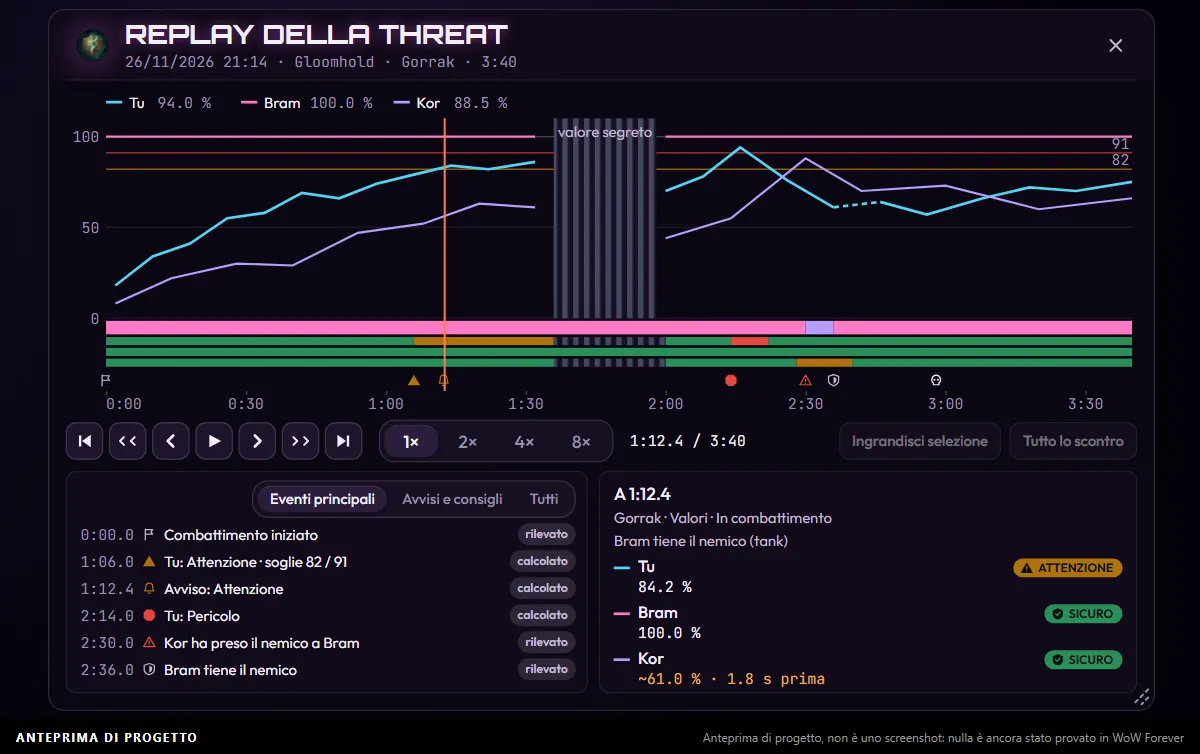 REPLAY DELLA THREAT
26/11/2026 21:14 · Gloomhold · Gorrak · 3:40
Tu 94.0 % Bram 100.0 % Kor 88.5 %
valore segreto
100
91
82
50
0
0:00 0:30 1:00 1:30 2:00 2:30 3:00 3:30
1× 2× 4× 8× 1:12.4 / 3:40 Ingrandisci selezione Tutto lo scontro
Eventi principali Avvisi e consigli Tutti
0:00.0 Combattimento iniziato rilevato
1:06.0 Tu: Attenzione · soglie 82 / 91 calcolato
1:12.4 Avviso: Attenzione calcolato
2:14.0 Tu: Pericolo calcolato
2:30.0 Kor ha preso il nemico a Bram rilevato
2:36.0 Bram tiene il nemico rilevato
A 1:12.4
Gorrak · Valori · In combattimento
Bram tiene il nemico (tank)
Tu ATTENZIONE
84.2 %
Bram SICURO
100.0 %
Kor SICURO
~61.0 % · 1.8 s prima
ANTEPRIMA DI PROGETTO
Anteprima di progetto, non è uno screenshot: nulla è ancora stato provato in WoW Forever